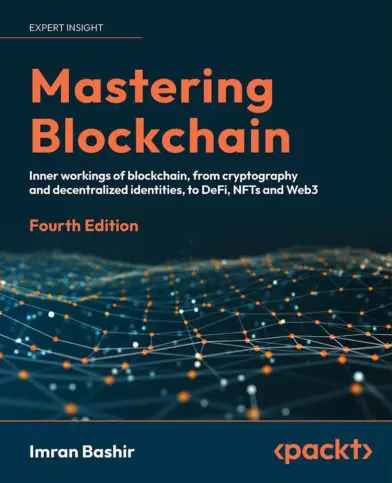 EXPERT INSIGHT
Mastering
Blockchain
Inner workings of blockchain, from cryptography
and decentralized identities, to DeFi, NFTs and Web3
Fourth Edition
Imran Bashir
<packt>